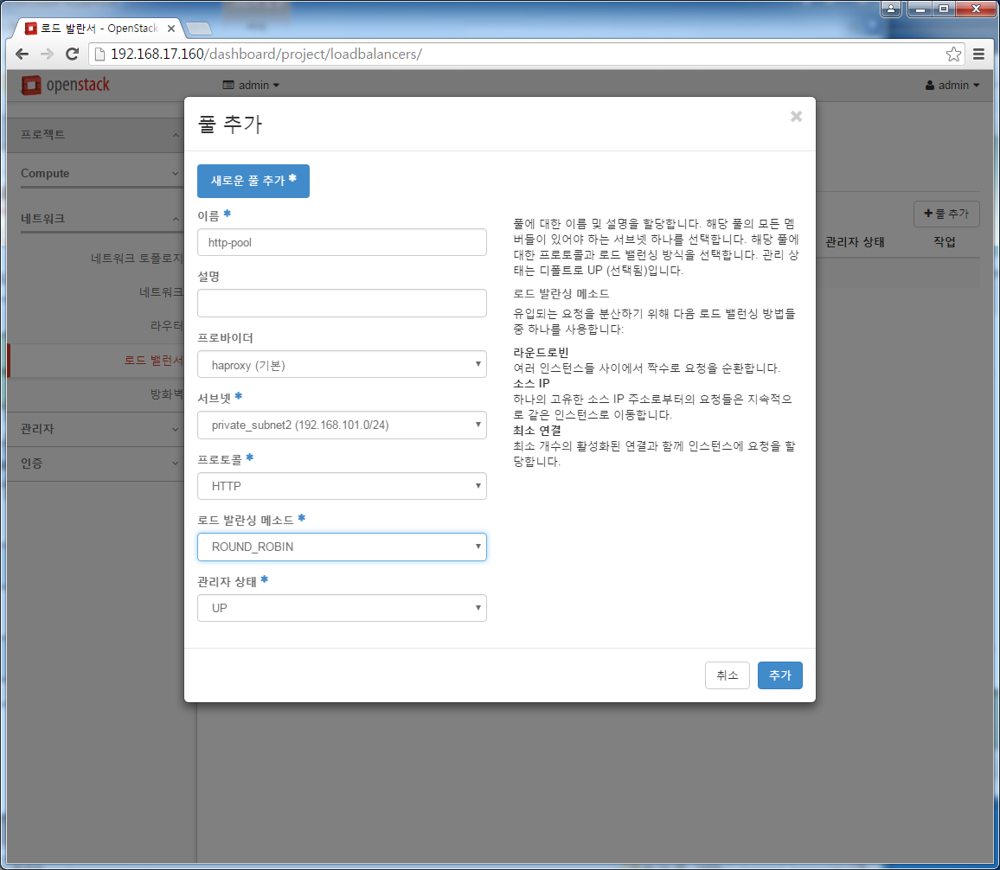 로드 발란서 - OpenStack
192.168.17.160/dashboard/project/loadbalancers/
openstack
admin
admin
프로젝트
Compute
네트워크
네트워크 토폴로지
네트워크
라우터
로드 밸런서
방화벽
관리자
인증
풀 추가
관리자 상태
작업
풀 추가
새로운 풀 추가 *
이름 *
http-pool
설명
프로바이더
haproxy (기본)
서브넷 *
private_subnet2 (192.168.101.0/24)
프로토콜 *
HTTP
로드 발란싱 메소드 *
ROUND_ROBIN
관리자 상태 *
UP
풀에 대한 이름 및 설명을 할당합니다. 해당 풀의 모든 멤
버들이 있어야 하는 서브넷 하나를 선택합니다. 해당 풀에
대한 프로토콜과 로드 밸런싱 방식을 선택합니다. 관리 상
태는 디폴트로 UP (선택됨)입니다.
로드 발란싱 메소드
유입되는 요청을 분산하기 위해 다음 로드 밸런싱 방법들
중 하나를 사용합니다:
라운드로빈
여러 인스턴스들 사이에서 짝수로 요청을 순환합니다.
소스 IP
하나의 고유한 소스 IP 주소로부터의 요청들은 지속적으
로 같은 인스턴스로 이동합니다.
최소 연결
최소 개수의 활성화된 연결과 함께 인스턴스에 요청을 할
당합니다.
취소
추가